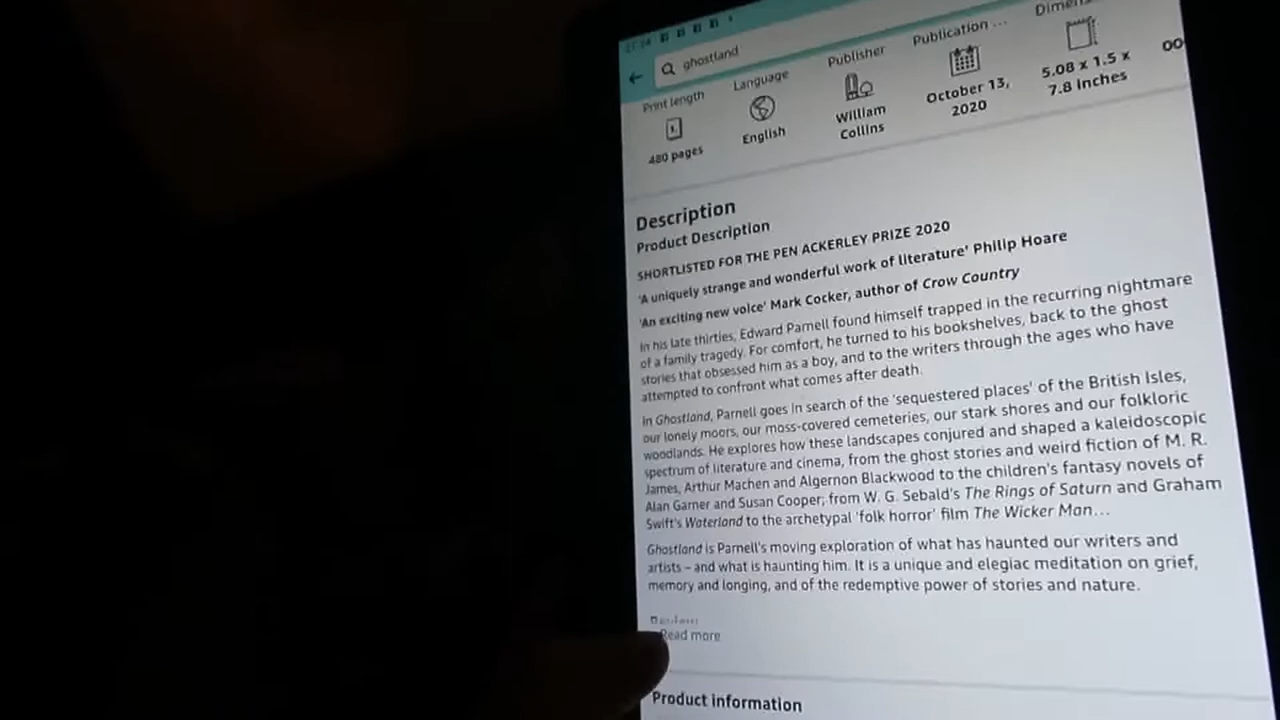 ghostland
Print length
Language
Publisher
Publication ...
480 pages
English
William
Collins
October 13,
2020
5.08 x 1.5 x
7.8 inches
Description
Product Description
SHORTLISTED FOR THE PEN ACKERLEY PRIZE 2020
'A uniquely strange and wonderful work of literature' Philip Hoare
'An exciting new voice' Mark Cocker, author of Crow Country
In his late thirties, Edward Parnell found himself trapped in the recurring nightmare
of a family tragedy. For comfort, he turned to his bookshelves, back to the ghost
stories that obsessed him as a boy, and to the writers through the ages who have
attempted to confront what comes after death.
In Ghostland, Parnell goes in search of the 'sequestered places' of the British Isles,
our lonely moors, our moss-covered cemeteries, our stark shores and our folkloric
woodlands. He explores how these landscapes conjured and shaped a kaleidoscopic
spectrum of literature and cinema, from the ghost stories and weird fiction of M. R.
James, Arthur Machen and Algernon Blackwood to the children's fantasy novels of
Alan Garner and Susan Cooper; from W. G. Sebald's The Rings of Saturn and Graham
Swift's Waterland to the archetypal 'folk horror' film The Wicker Man...
Ghostland is Parnell's moving exploration of what has haunted our writers and
artists – and what is haunting him. It is a unique and elegiac meditation on grief,
memory and longing, and of the redemptive power of stories and nature.
Read more
Product information